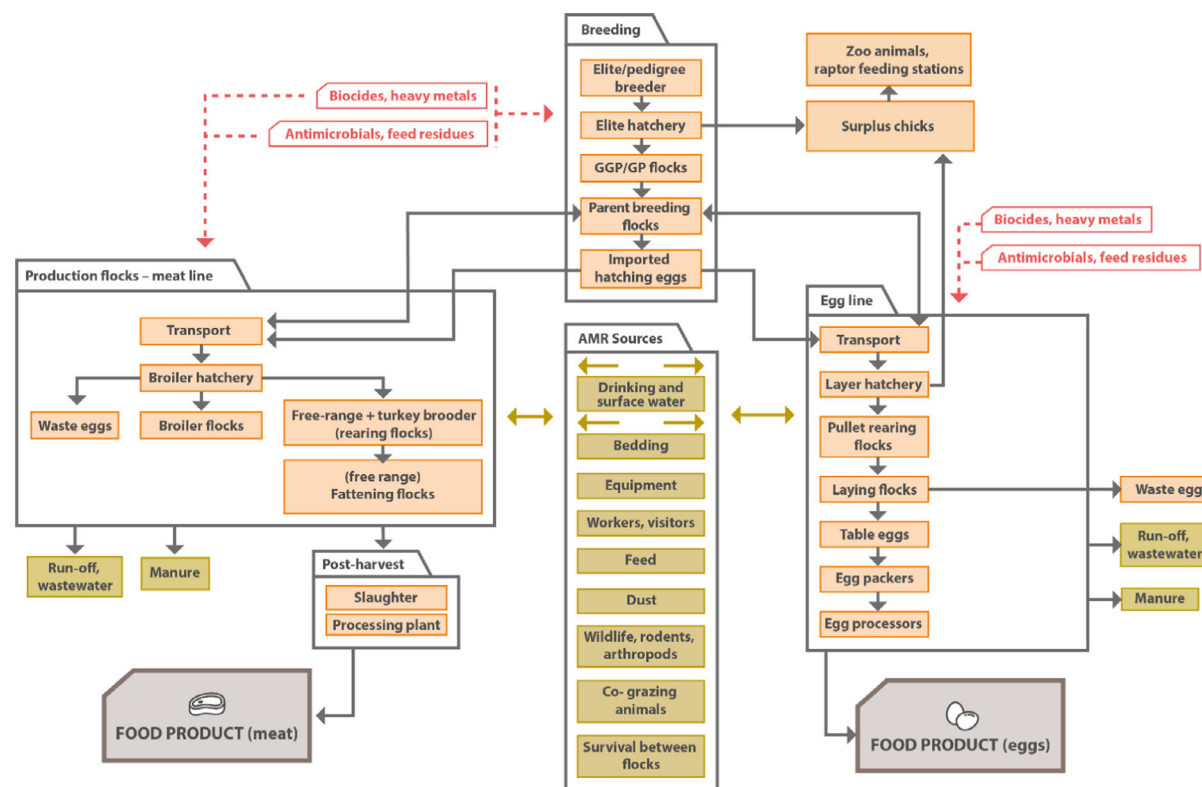 Breeding
Elite/pedigree
breeder
Elite hatchery
GGP/GP flocks
Parent breeding
flocks
Imported
hatching eggs
Zoo animals,
raptor feeding stations
Surplus chicks
Biocides, heavy metals
Antimicrobials, feed residues
Biocides, heavy metals
Antimicrobials, feed residues
Production flocks – meat line
Transport
Broiler hatchery
Waste eggs
Broiler flocks
Free-range + turkey brooder
(rearing flocks)
(free range)
Fattening flocks
Run-off,
wastewater
Manure
Post-harvest
Slaughter
Processing plant
FOOD PRODUCT (meat)
AMR Sources
Drinking and
surface water
Bedding
Equipment
Workers, visitors
Feed
Dust
Wildlife, rodents,
arthropods
Co- grazing
animals
Survival between
flocks
Egg line
Transport
Layer hatchery
Pullet rearing
flocks
Laying flocks
Table eggs
Egg packers
Egg processors
Waste egg
Run-off,
wastewater
Manure
FOOD PRODUCT (eggs)